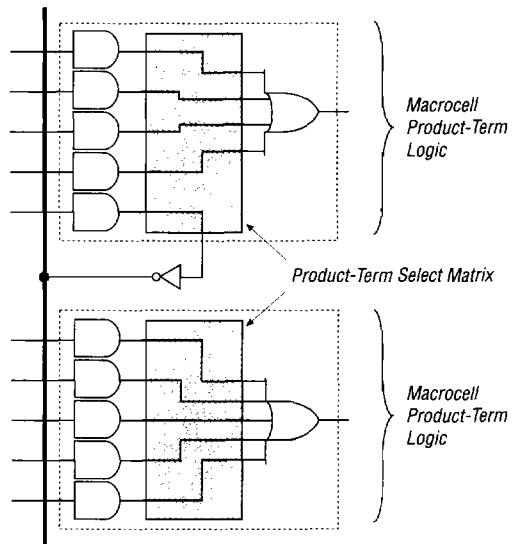 Macrocell
Product-Term
Logic
Product-Term Select Matrix
Macrocell
Product-Term
Logic